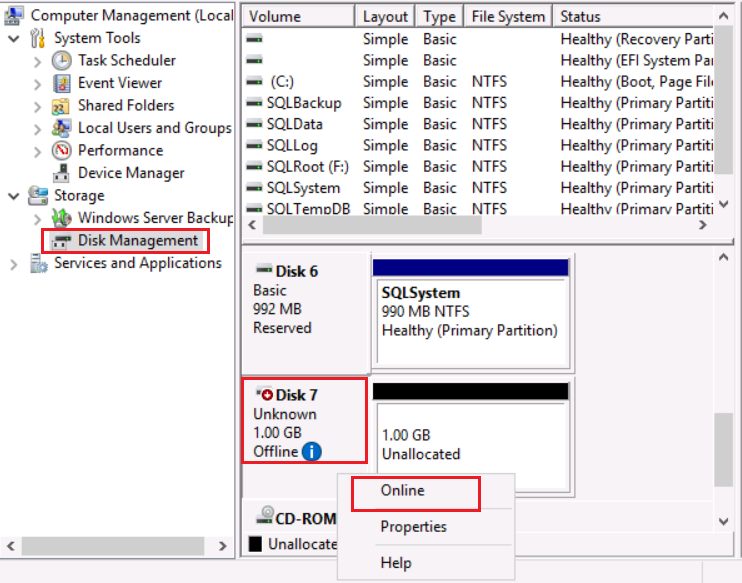 Computer Management (Local
System Tools
Task Scheduler
Event Viewer
Shared Folders
Local Users and Groups
Performance
Device Manager
Storage
Windows Server Backup
Disk Management
Services and Applications
Volume Layout Type File System Status
Simple Basic Healthy (Recovery Parti
Simple Basic Healthy (EFI System Par
(C:) Simple Basic NTFS Healthy (Boot, Page File
SQLBackup Simple Basic NTFS Healthy (Primary Partiti
SQLData Simple Basic NTFS Healthy (Primary Partiti
SQLLog Simple Basic NTFS Healthy (Primary Partiti
SQLRoot (F:) Simple Basic NTFS Healthy (Primary Partiti
SQLSystem Simple Basic NTFS Healthy (Primary Partiti
SQLTempDB Simple Basic NTFS Healthy (Primary Partiti
Disk 6
Basic
992 MB
Reserved
SQLSystem
990 MB NTFS
Healthy (Primary Partition)
Disk 7
Unknown
1.00 GB
Offline
1.00 GB
Unallocated
Online
Properties
Help
CD-ROM
Unallocate